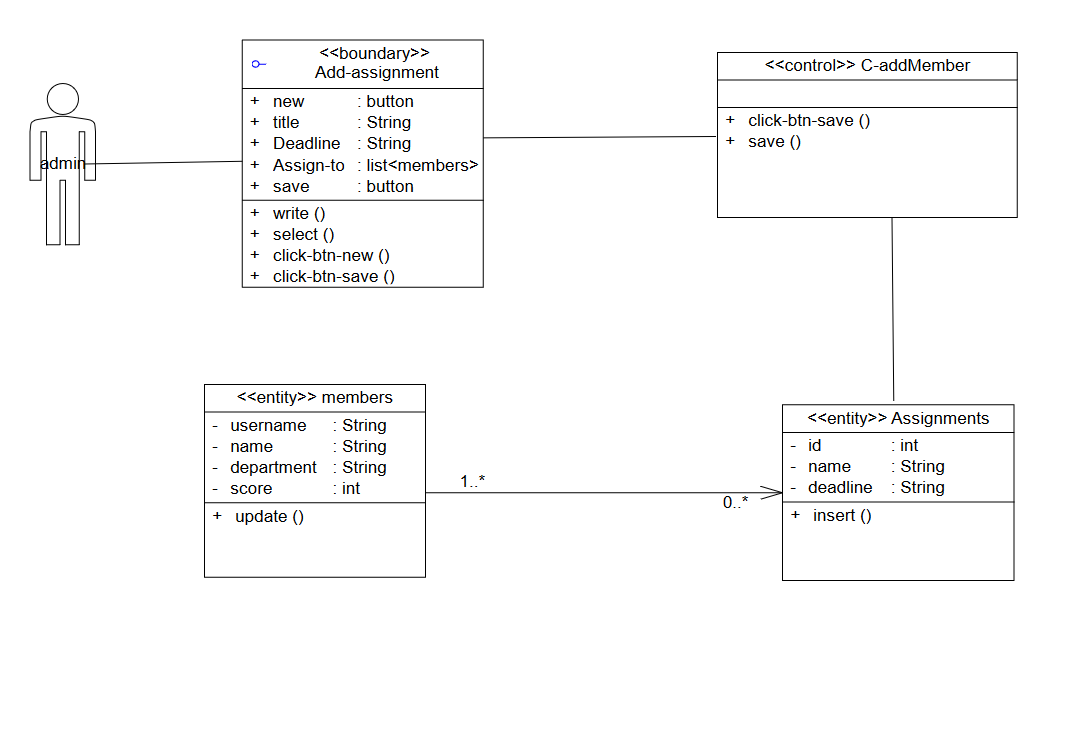 admin
<<boundary>>
Add-assignment
+ new : button
+ title : String
+ Deadline : String
+ Assign-to : list<members>
+ save : button
+ write ()
+ select ()
+ click-btn-new ()
+ click-btn-save ()
<<control>> C-addMember
+ click-btn-save ()
+ save ()
<<entity>> members
- username : String
- name : String
- department : String
- score : int
+ update ()
1..*
0..*
<<entity>> Assignments
- id : int
- name : String
- deadline : String
+ insert ()